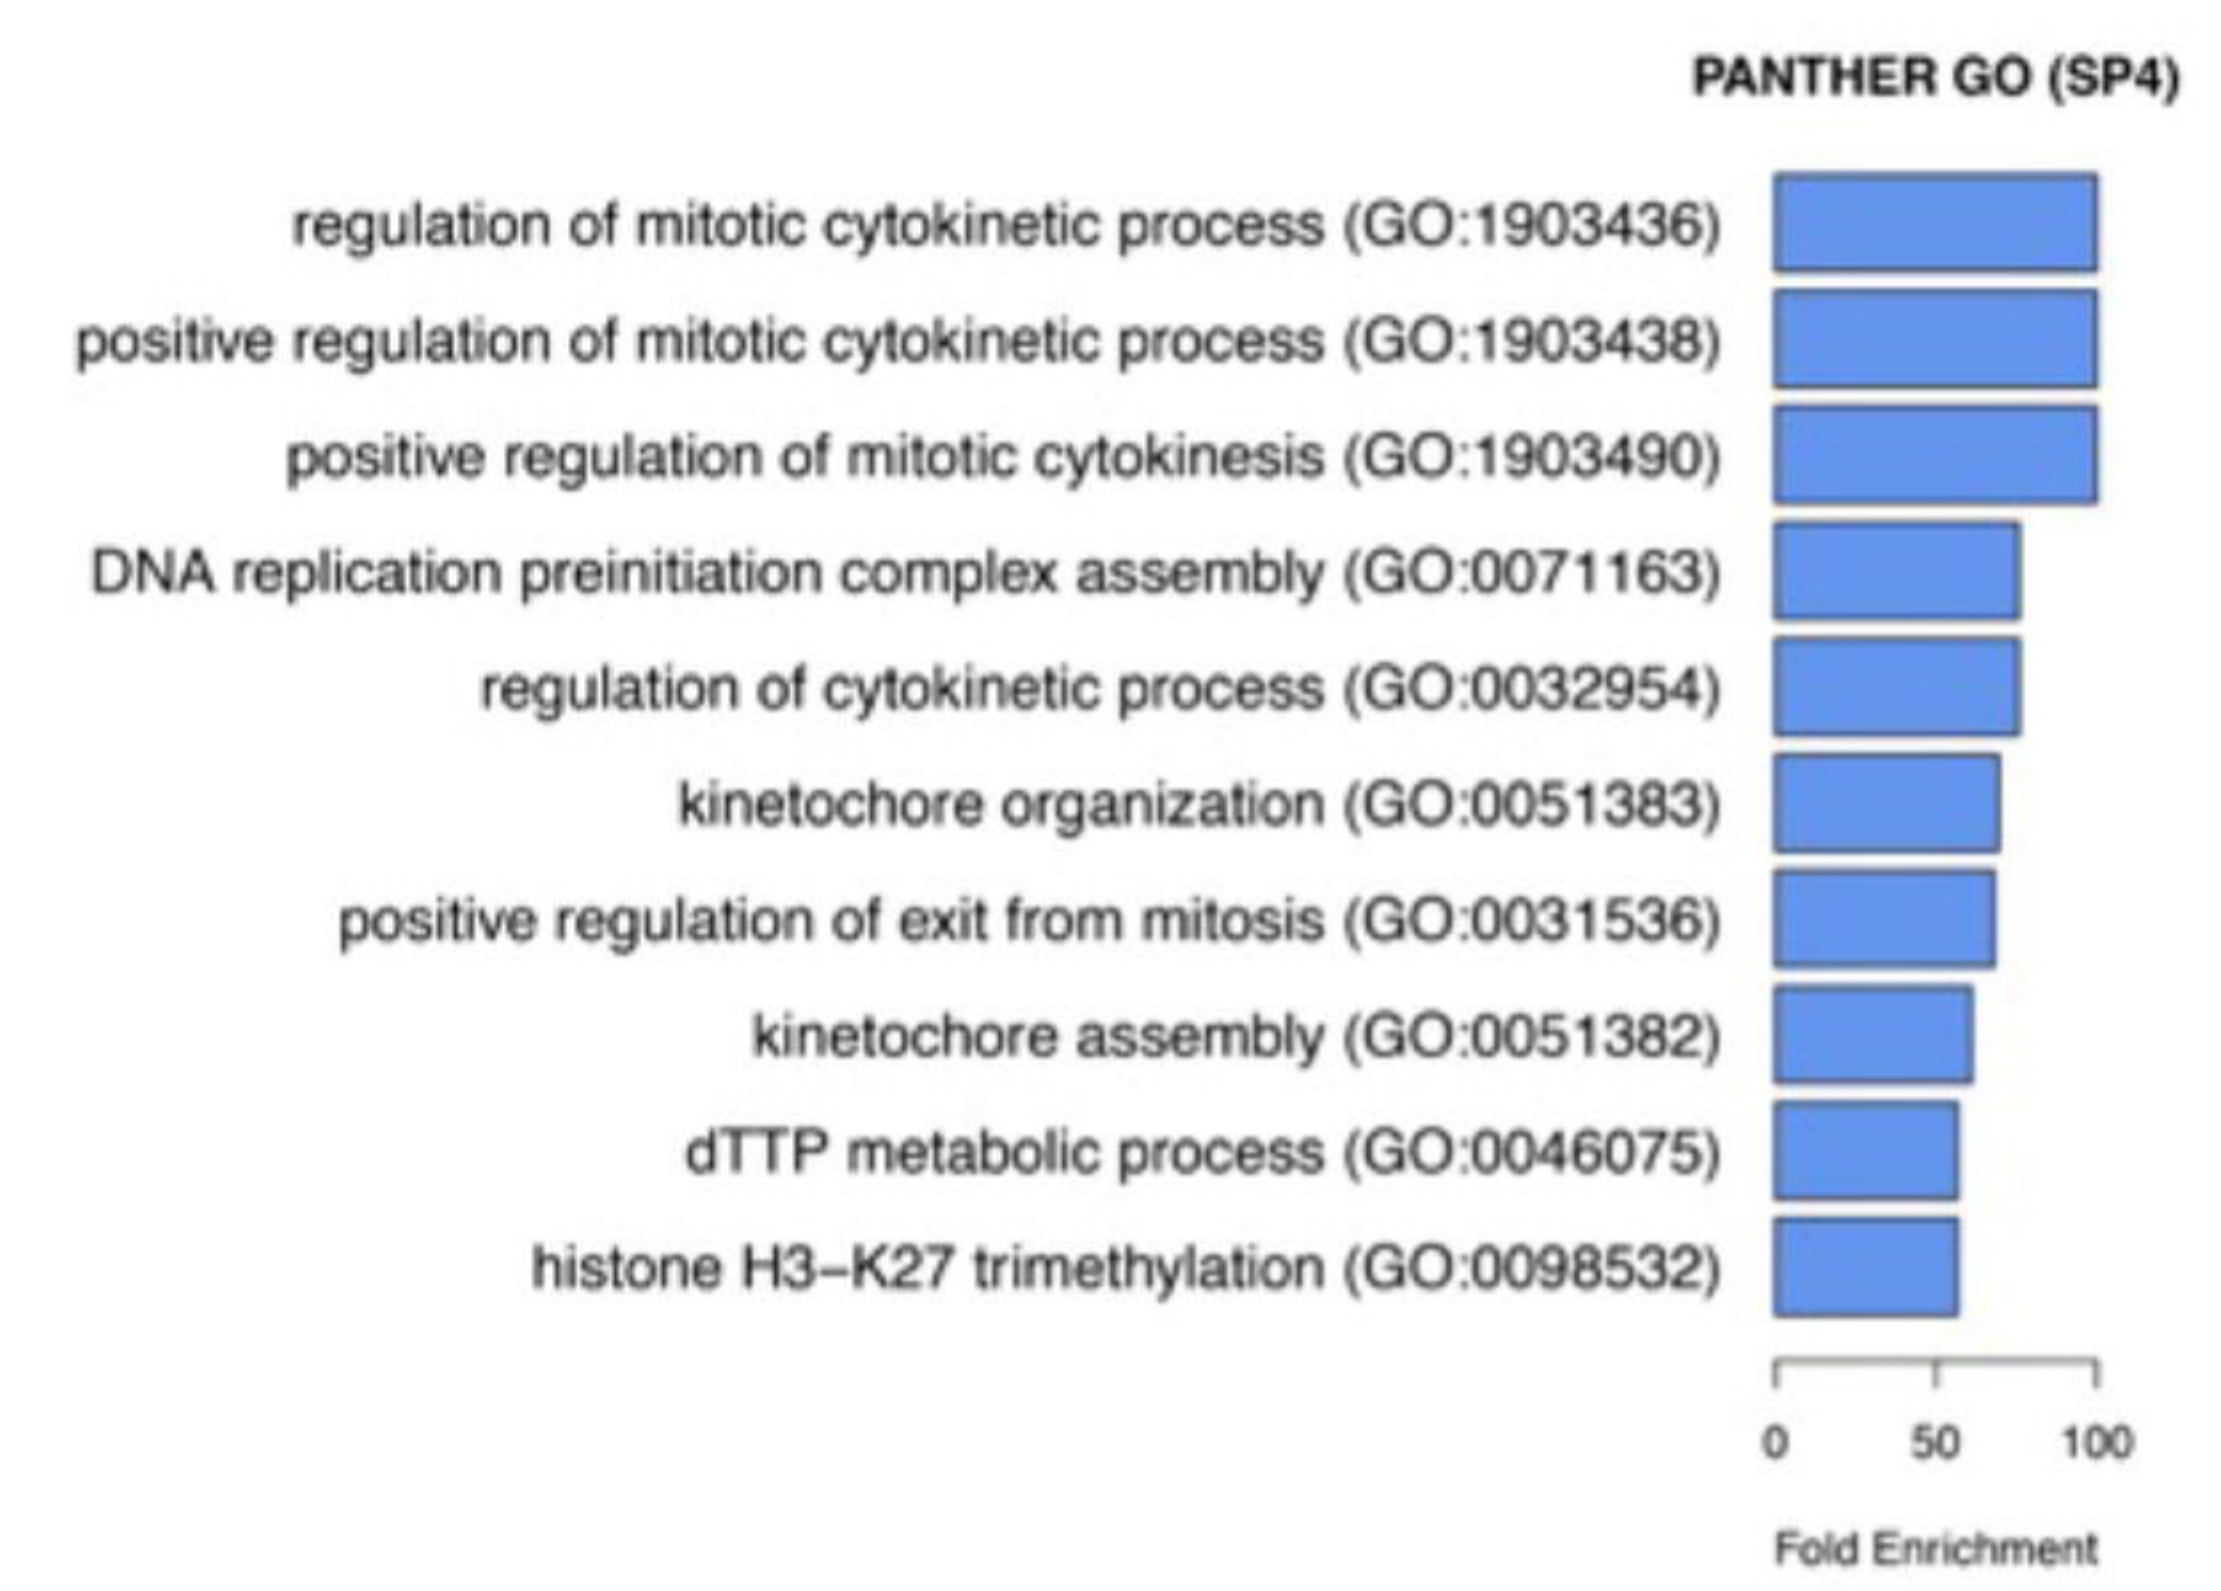 PANTHER GO (SP4)
regulation of mitotic cytokinetic process (GO:1903436)
positive regulation of mitotic cytokinetic process (GO:1903438)
positive regulation of mitotic cytokinesis (GO:1903490)
DNA replication preinitiation complex assembly (GO:0071163)
regulation of cytokinetic process (GO:0032954)
kinetochore organization (GO:0051383)
positive regulation of exit from mitosis (GO:0031536)
kinetochore assembly (GO:0051382)
dTTP metabolic process (GO:0046075)
histone H3−K27 trimethylation (GO:0098532)
0 50 100
Fold Enrichment